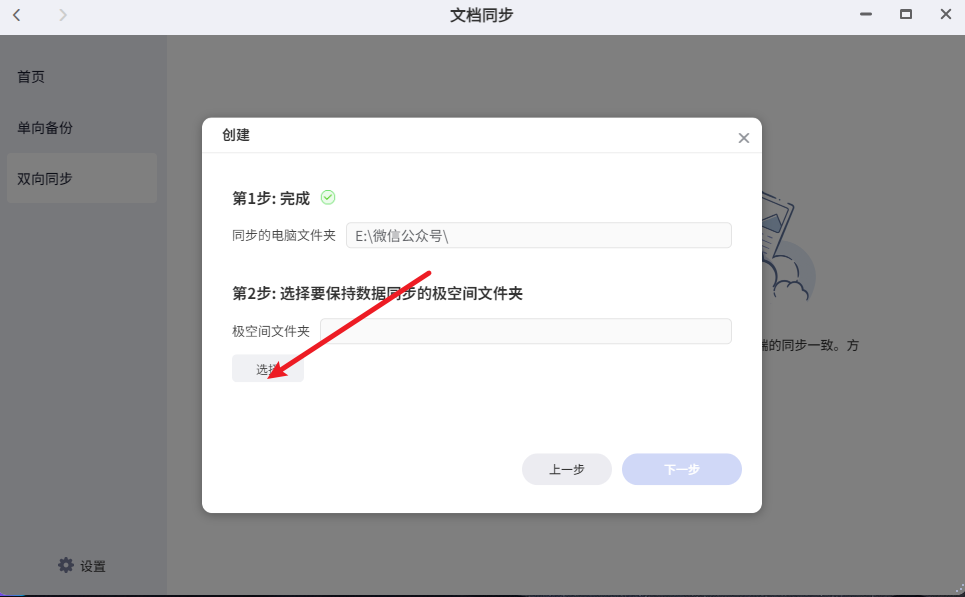 文档同步
首页
单向备份
双向同步
创建
第1步: 完成
同步的电脑文件夹
E:\微信公众号\
第2步: 选择要保持数据同步的极空间文件夹
极空间文件夹
选择
端的同步一致。方
上一步
下一步
设置